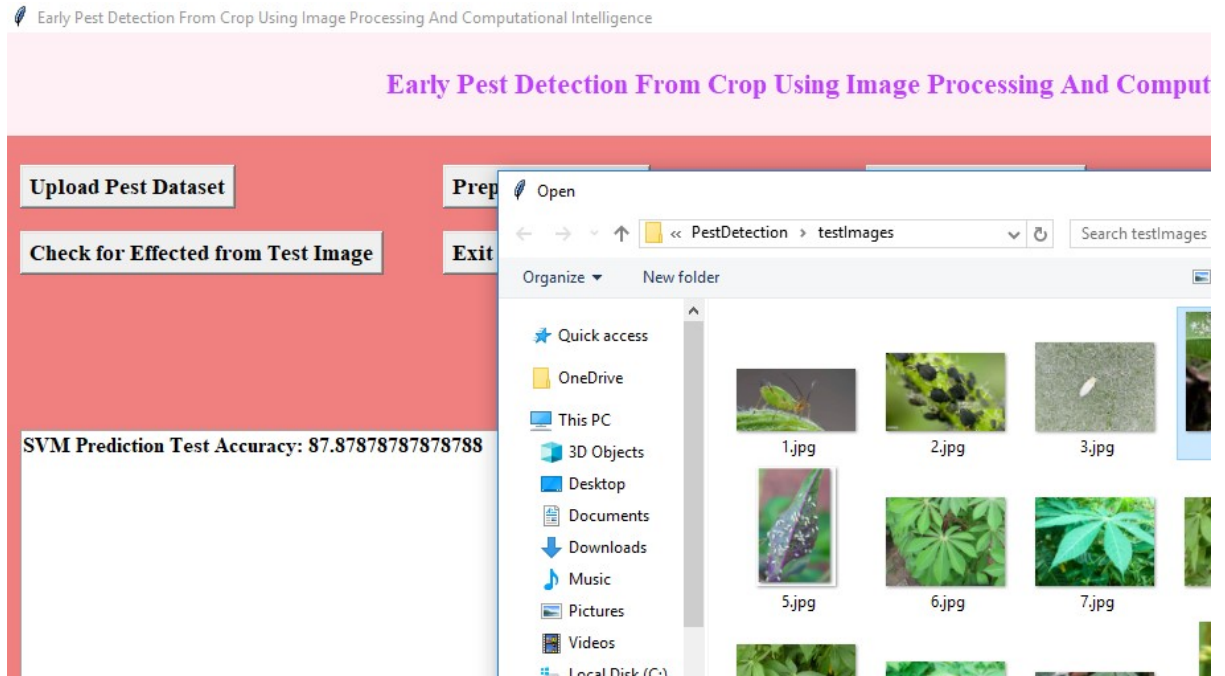 Early Pest Detection From Crop Using Image Processing And Computational Intelligence
Early Pest Detection From Crop Using Image Processing And Comput
Upload Pest Dataset
Prep
Check for Effected from Test Image
Exit
SVM Prediction Test Accuracy: 87.87878787878788
Open
« PestDetection › testImages
Search testImages
Organize
New folder
Quick access
OneDrive
This PC
3D Objects
Desktop
Documents
Downloads
Music
Pictures
Videos
Local Disk (C:)
1.jpg 2.jpg 3.jpg
5.jpg 6.jpg 7.jpg